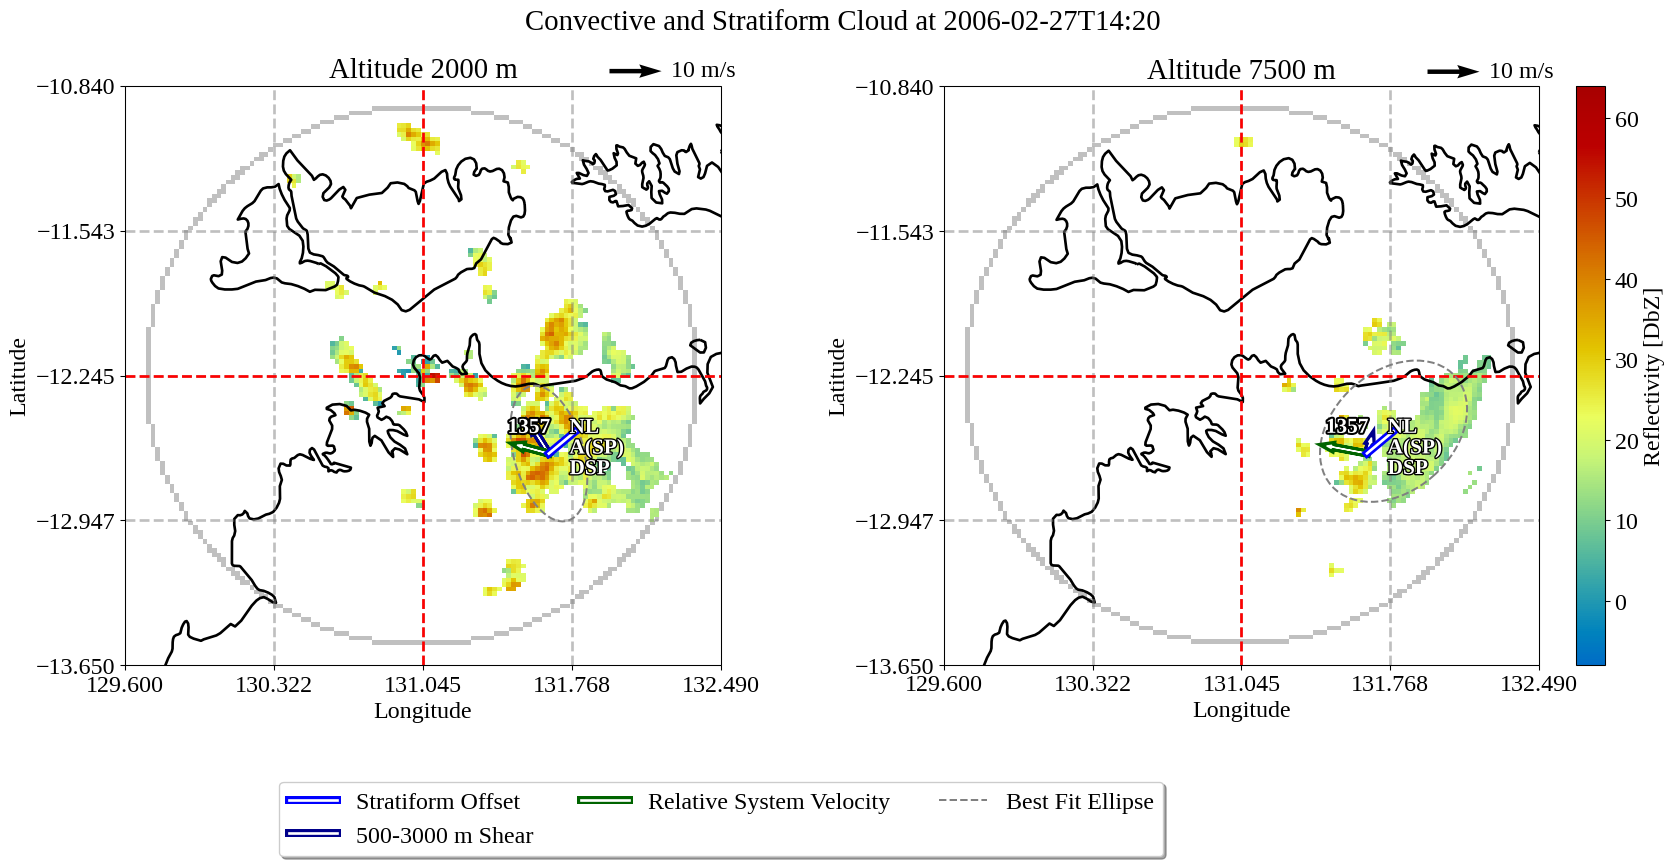 Convective and Stratiform Cloud at 2006-02-27T14:20
Altitude 2000 m
10 m/s
−10.840
−11.543
−12.245
−12.947
−13.650
Latitude
1357
NL
A(SP)
DSP
129.600
130.322
131.045
131.768
132.490
Longitude
Altitude 7500 m
10 m/s
−10.840
−11.543
−12.245
−12.947
−13.650
Latitude
1357
NL
A(SP)
DSP
129.600
130.322
131.045
131.768
132.490
Longitude
60
50
40
30
20
10
0
Reflectivity [DbZ]
Stratiform Offset
500-3000 m Shear
Relative System Velocity
Best Fit Ellipse